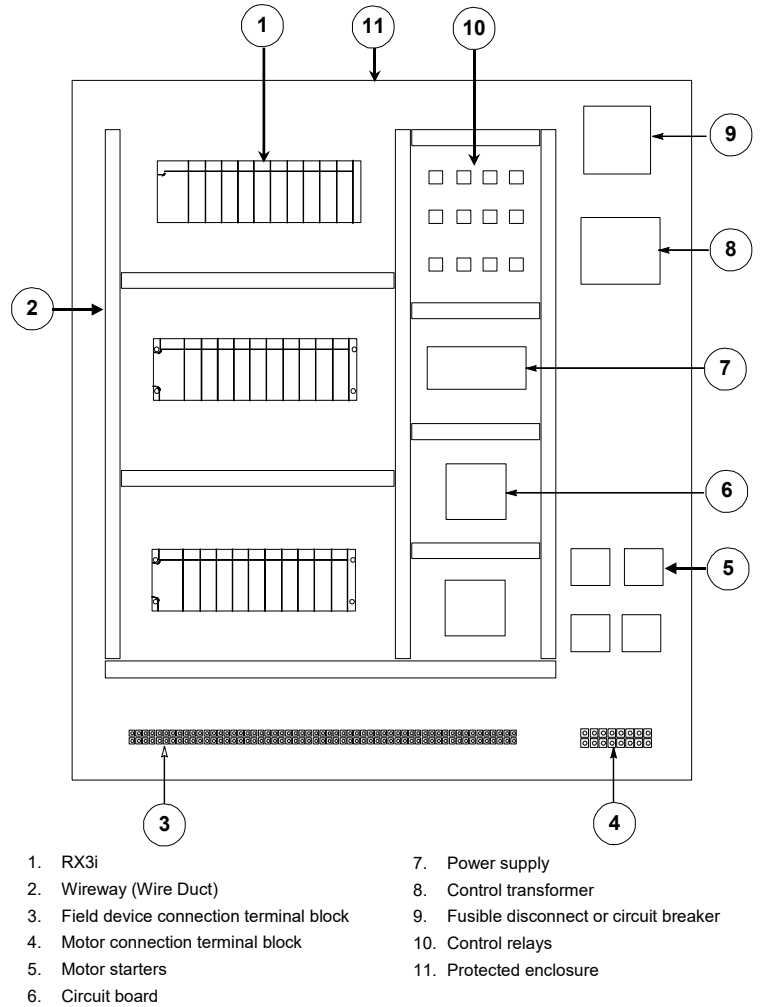 1
11
10
9
8
2
7
6
5
3
4
1. RX3i
2. Wireway (Wire Duct)
3. Field device connection terminal block
4. Motor connection terminal block
5. Motor starters
6. Circuit board
7. Power supply
8. Control transformer
9. Fusible disconnect or circuit breaker
10. Control relays
11. Protected enclosure